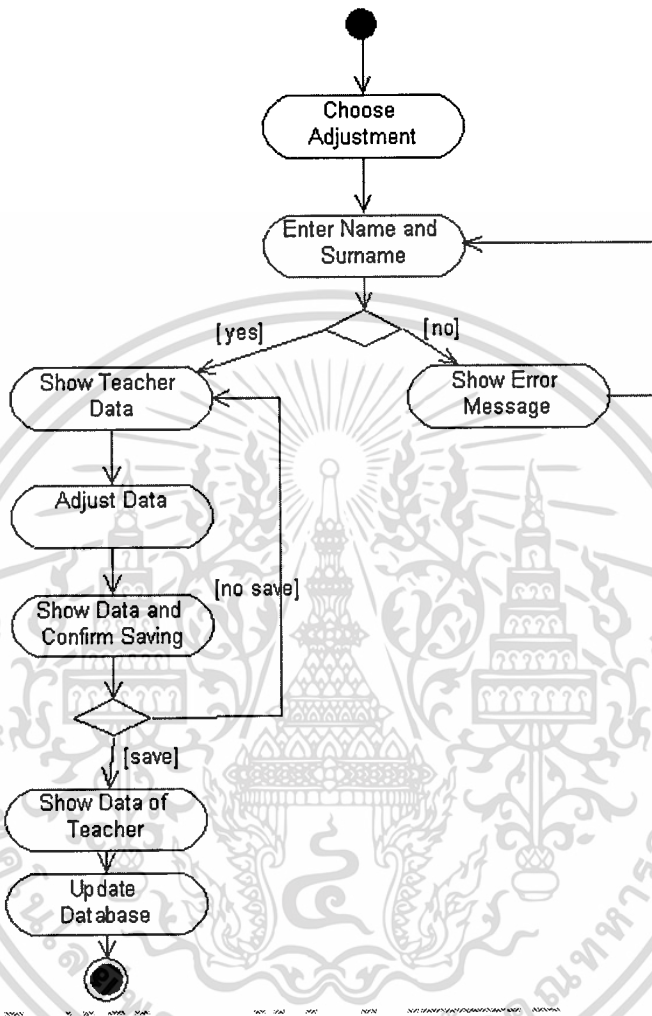 Choose
Adjustment
Enter Name and
Surname
[yes]
[no]
Show Teacher
Data
Show Error
Message
Adjust Data
[no save]
Show Data and
Confirm Saving
[save]
Show Data of
Teacher
Update
Database